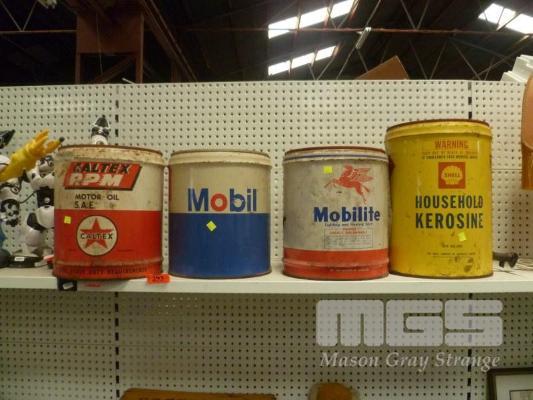 CALTEX
RPM
MOTOR OIL
S.A.E.
CALTEX
Mobil
Mobilite
WARNING
SHELL
HOUSEHOLD
KEROSINE
MGS
Mason Gray Strange